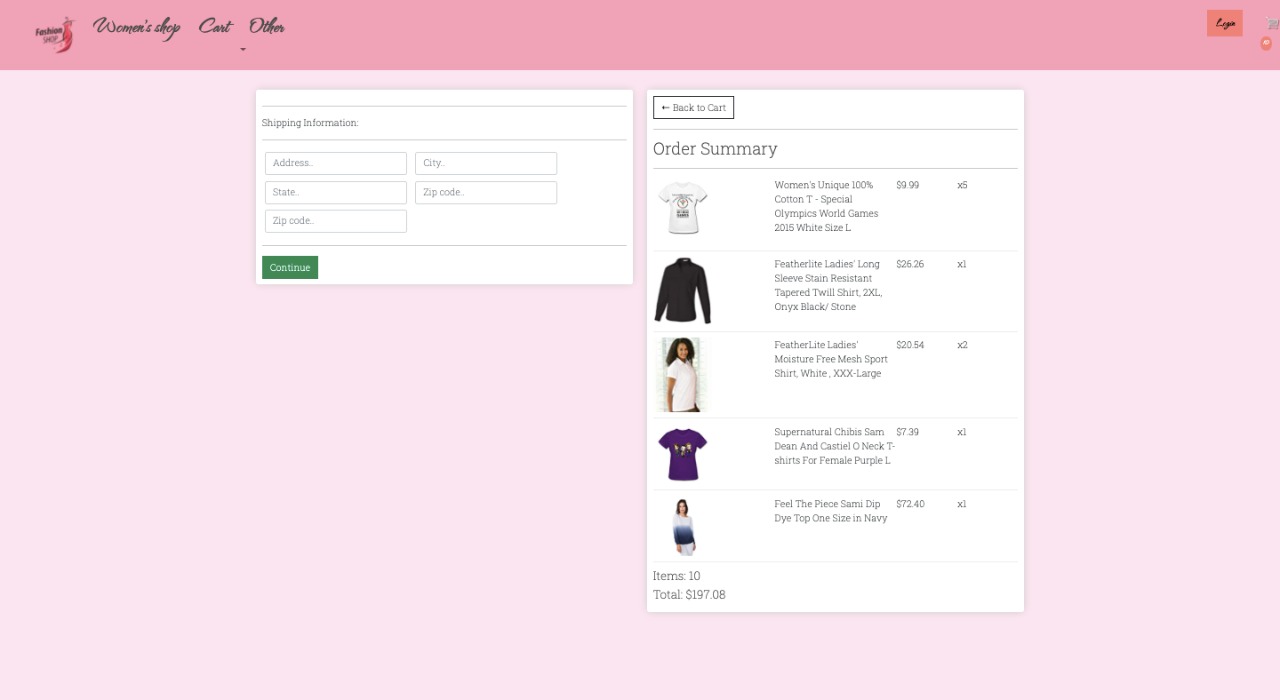 Fashion
SHOP
Women's shop
Cart
Other
Login
10
Shipping Information:
Address..
City..
State..
Zip code..
Zip code..
Continue
← Back to Cart
Order Summary
Women's Unique 100%
Cotton T - Special
Olympics World Games
2015 White Size L
$9.99
x5
Featherlite Ladies' Long
Sleeve Stain Resistant
Tapered Twill Shirt, 2XL,
Onyx Black/ Stone
$26.26
x1
FeatherLite Ladies'
Moisture Free Mesh Sport
Shirt, White , XXX-Large
$20.54
x2
Supernatural Chibis Sam
Dean And Castiel O Neck T-
shirts For Female Purple L
$7.39
x1
Feel The Piece Sami Dip
Dye Top One Size in Navy
$72.40
x1
Items: 10
Total: $197.08